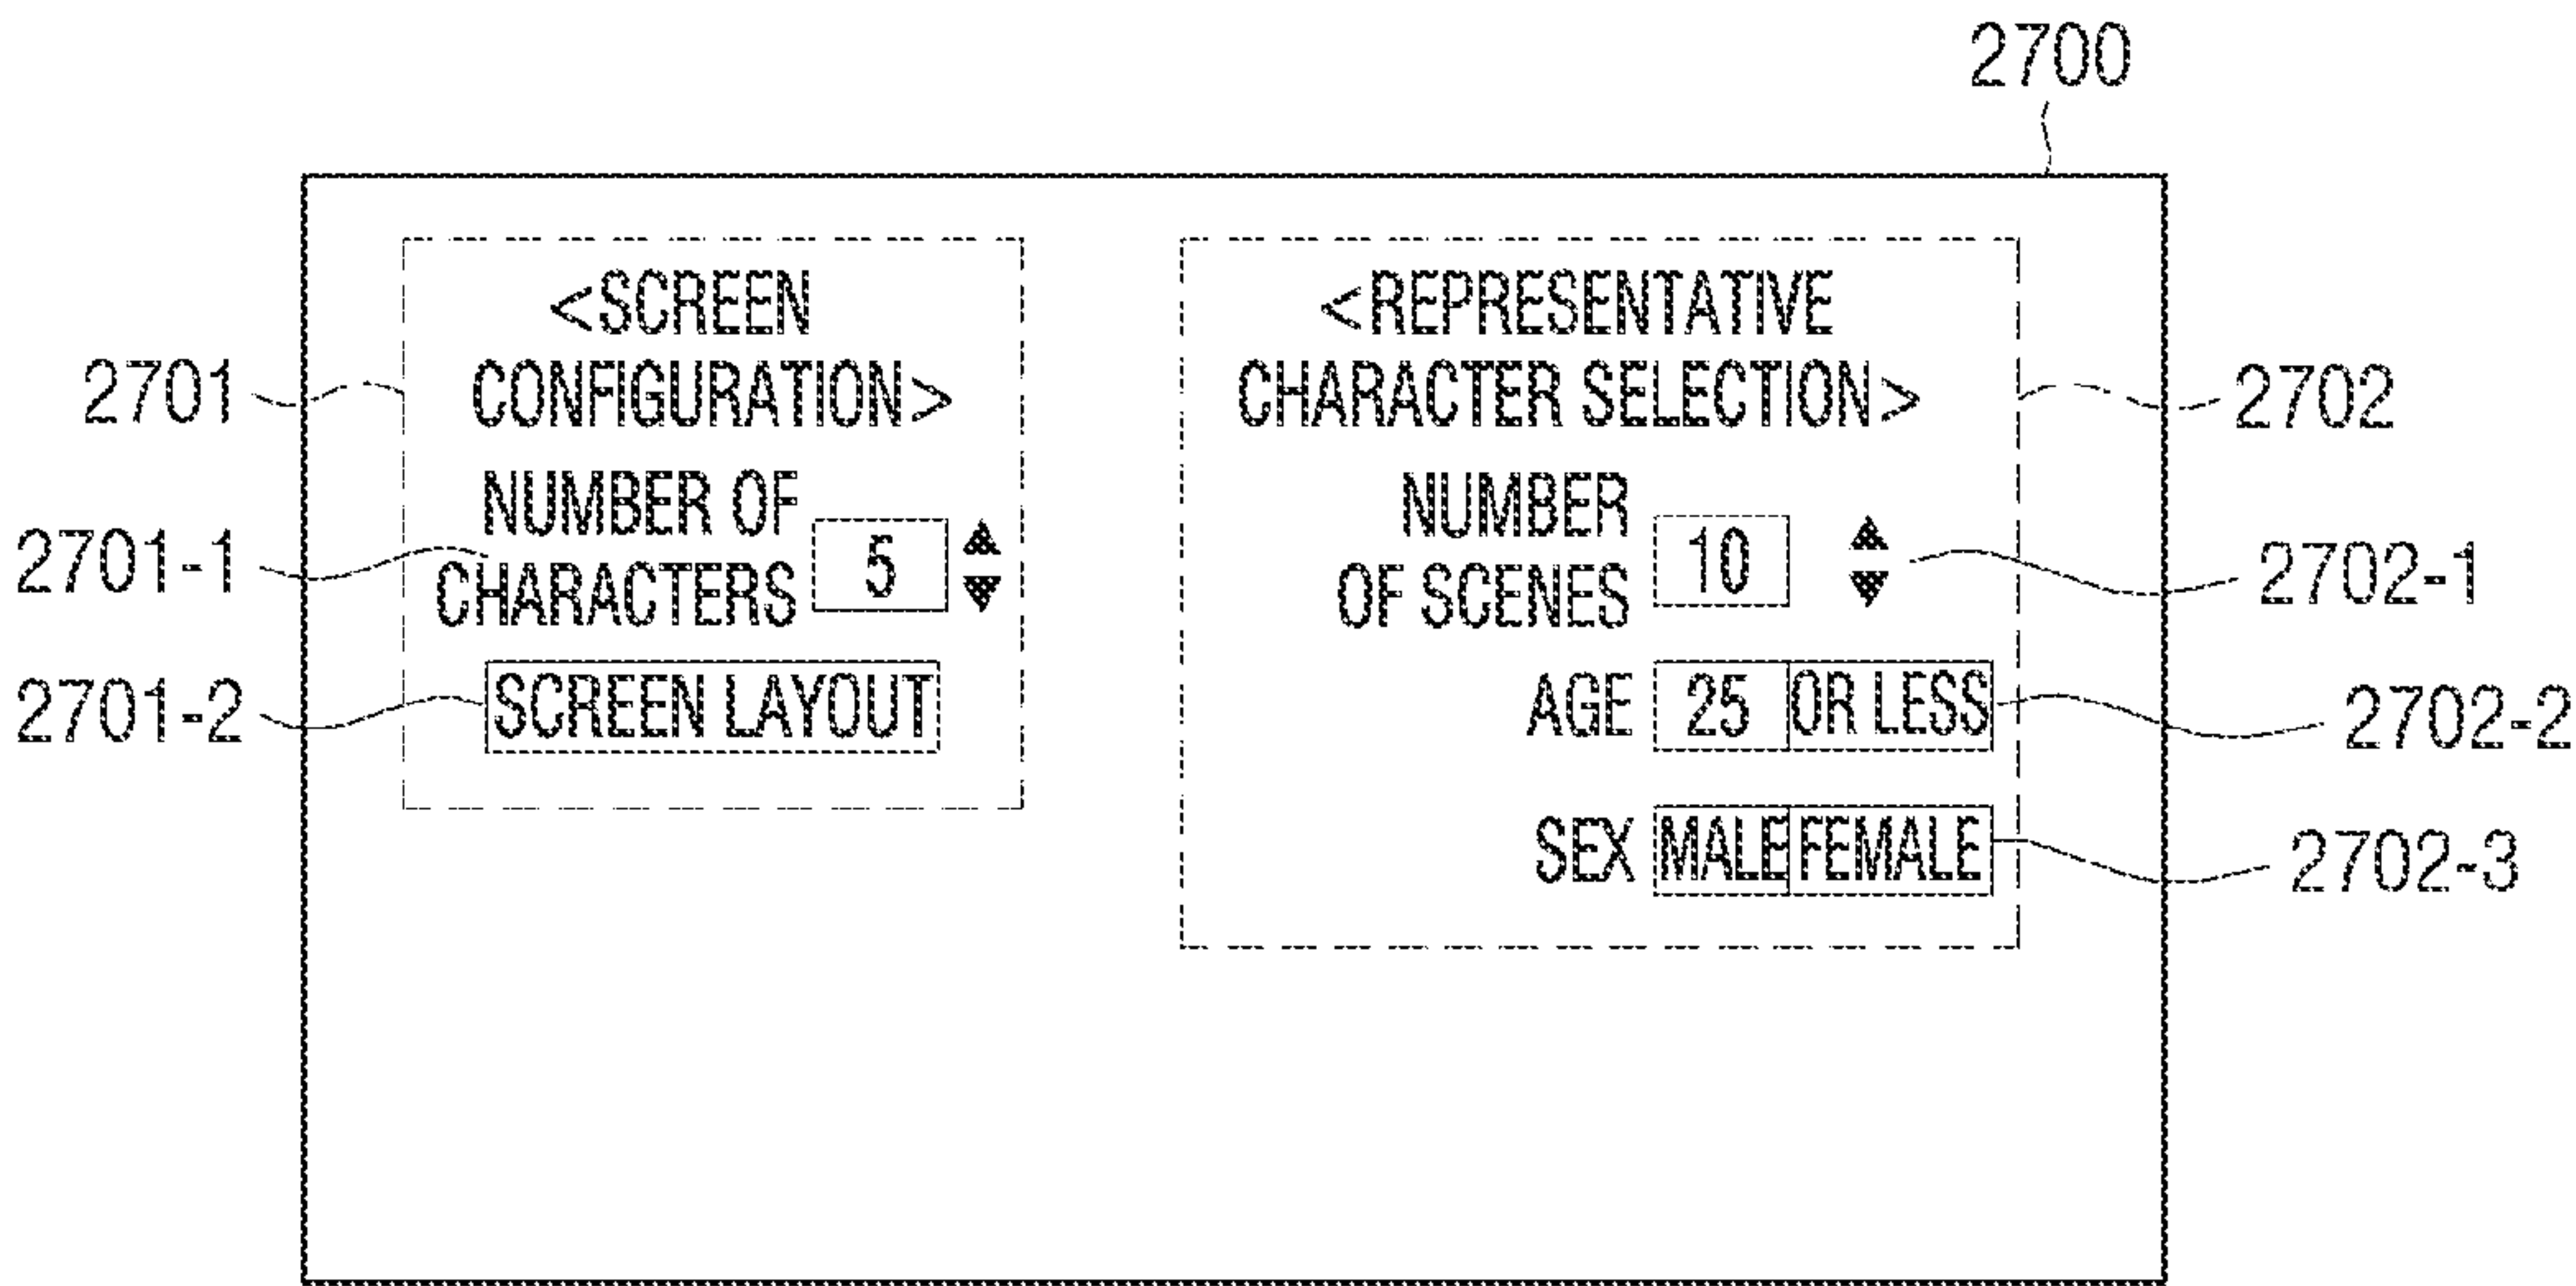 2700
<SCREEN
CONFIGURATION>
2701
NUMBER OF
CHARACTERS
5
2701-1
SCREEN LAYOUT
2701-2
<REPRESENTATIVE
CHARACTER SELECTION>
2702
NUMBER
OF SCENES
10
2702-1
AGE 25 OR LESS
2702-2
SEX MALE FEMALE
2702-3